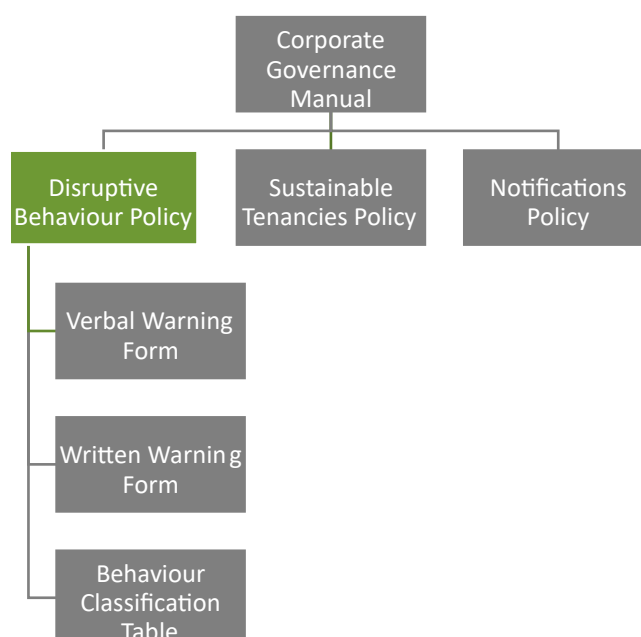 Corporate
Governance
Manual
Disruptive
Behaviour Policy
Sustainable
Tenancies Policy
Notifications
Policy
Verbal Warning
Form
Written Warning
Form
Behaviour
Classification
Table